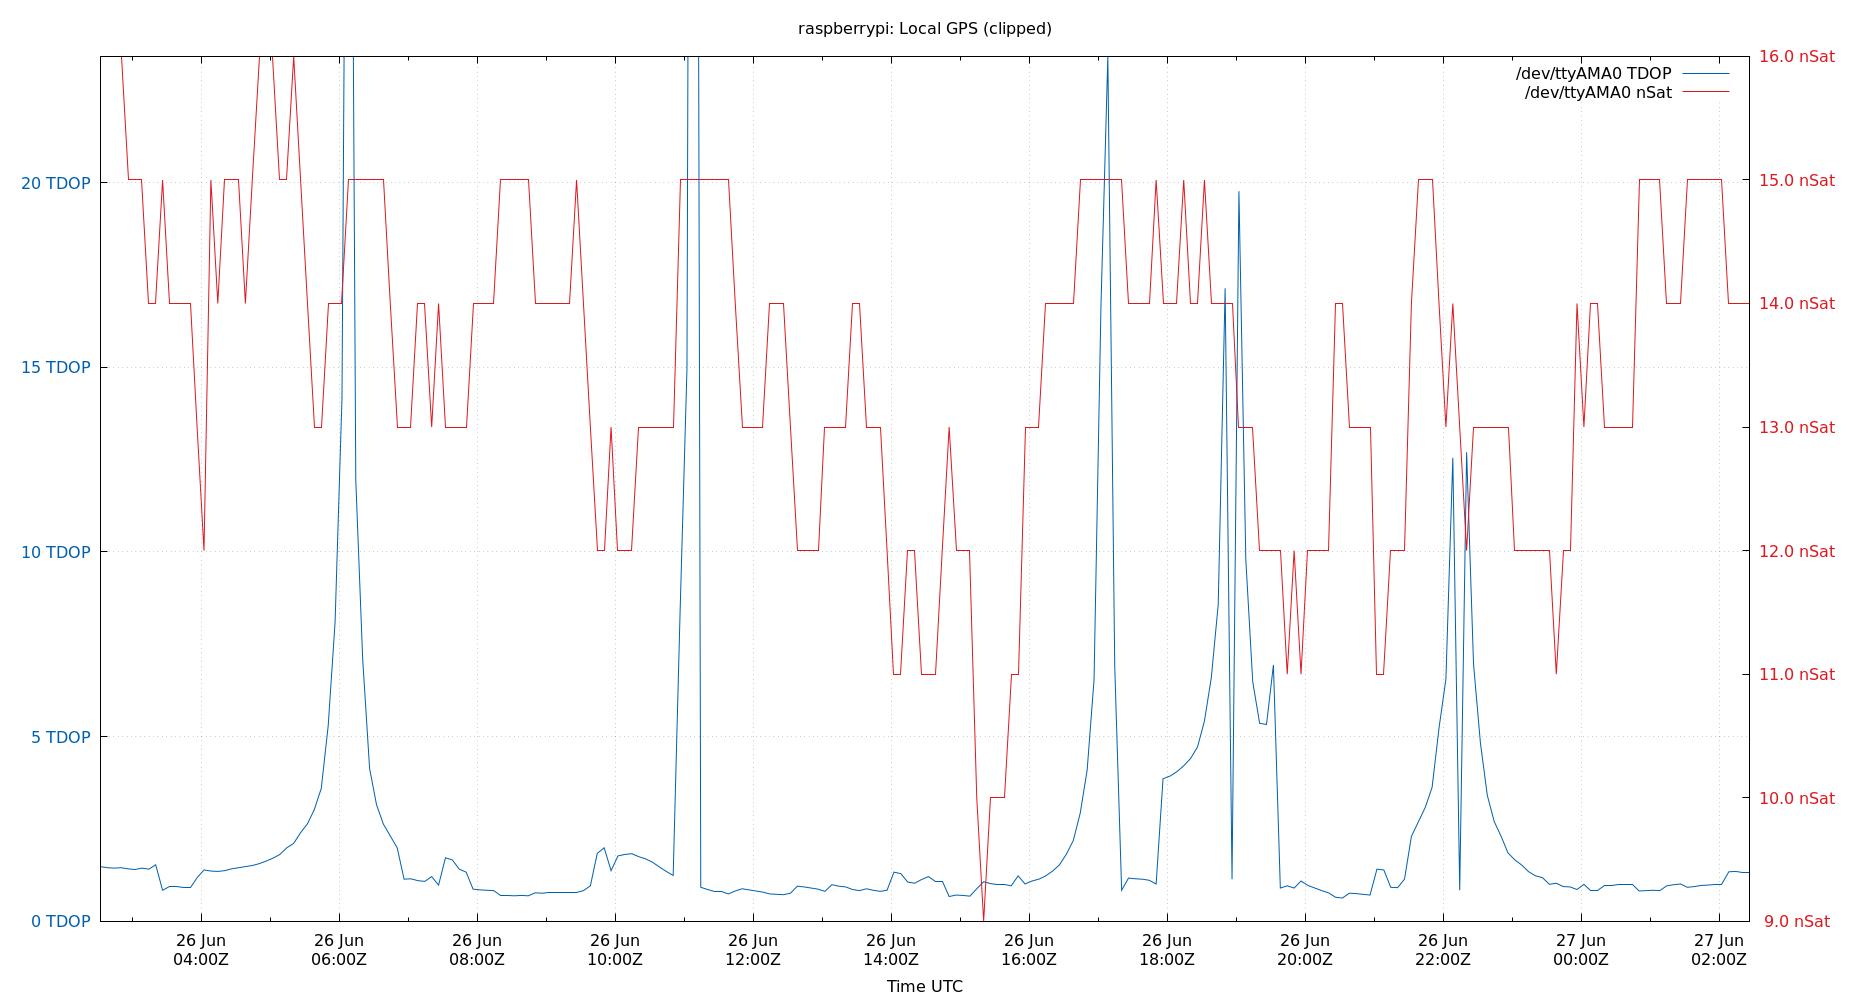 raspberrypi: Local GPS (clipped)
/dev/ttyAMA0 TDOP
/dev/ttyAMA0 nSat
20 TDOP
15 TDOP
10 TDOP
5 TDOP
0 TDOP
16.0 nSat
15.0 nSat
14.0 nSat
13.0 nSat
12.0 nSat
11.0 nSat
10.0 nSat
9.0 nSat
26 Jun 26 Jun 26 Jun 26 Jun 26 Jun 26 Jun 26 Jun 26 Jun 26 Jun 26 Jun 27 Jun 27 Jun
04:00Z 06:00Z 08:00Z 10:00Z 12:00Z 14:00Z 16:00Z 18:00Z 20:00Z 22:00Z 00:00Z 02:00Z
Time UTC